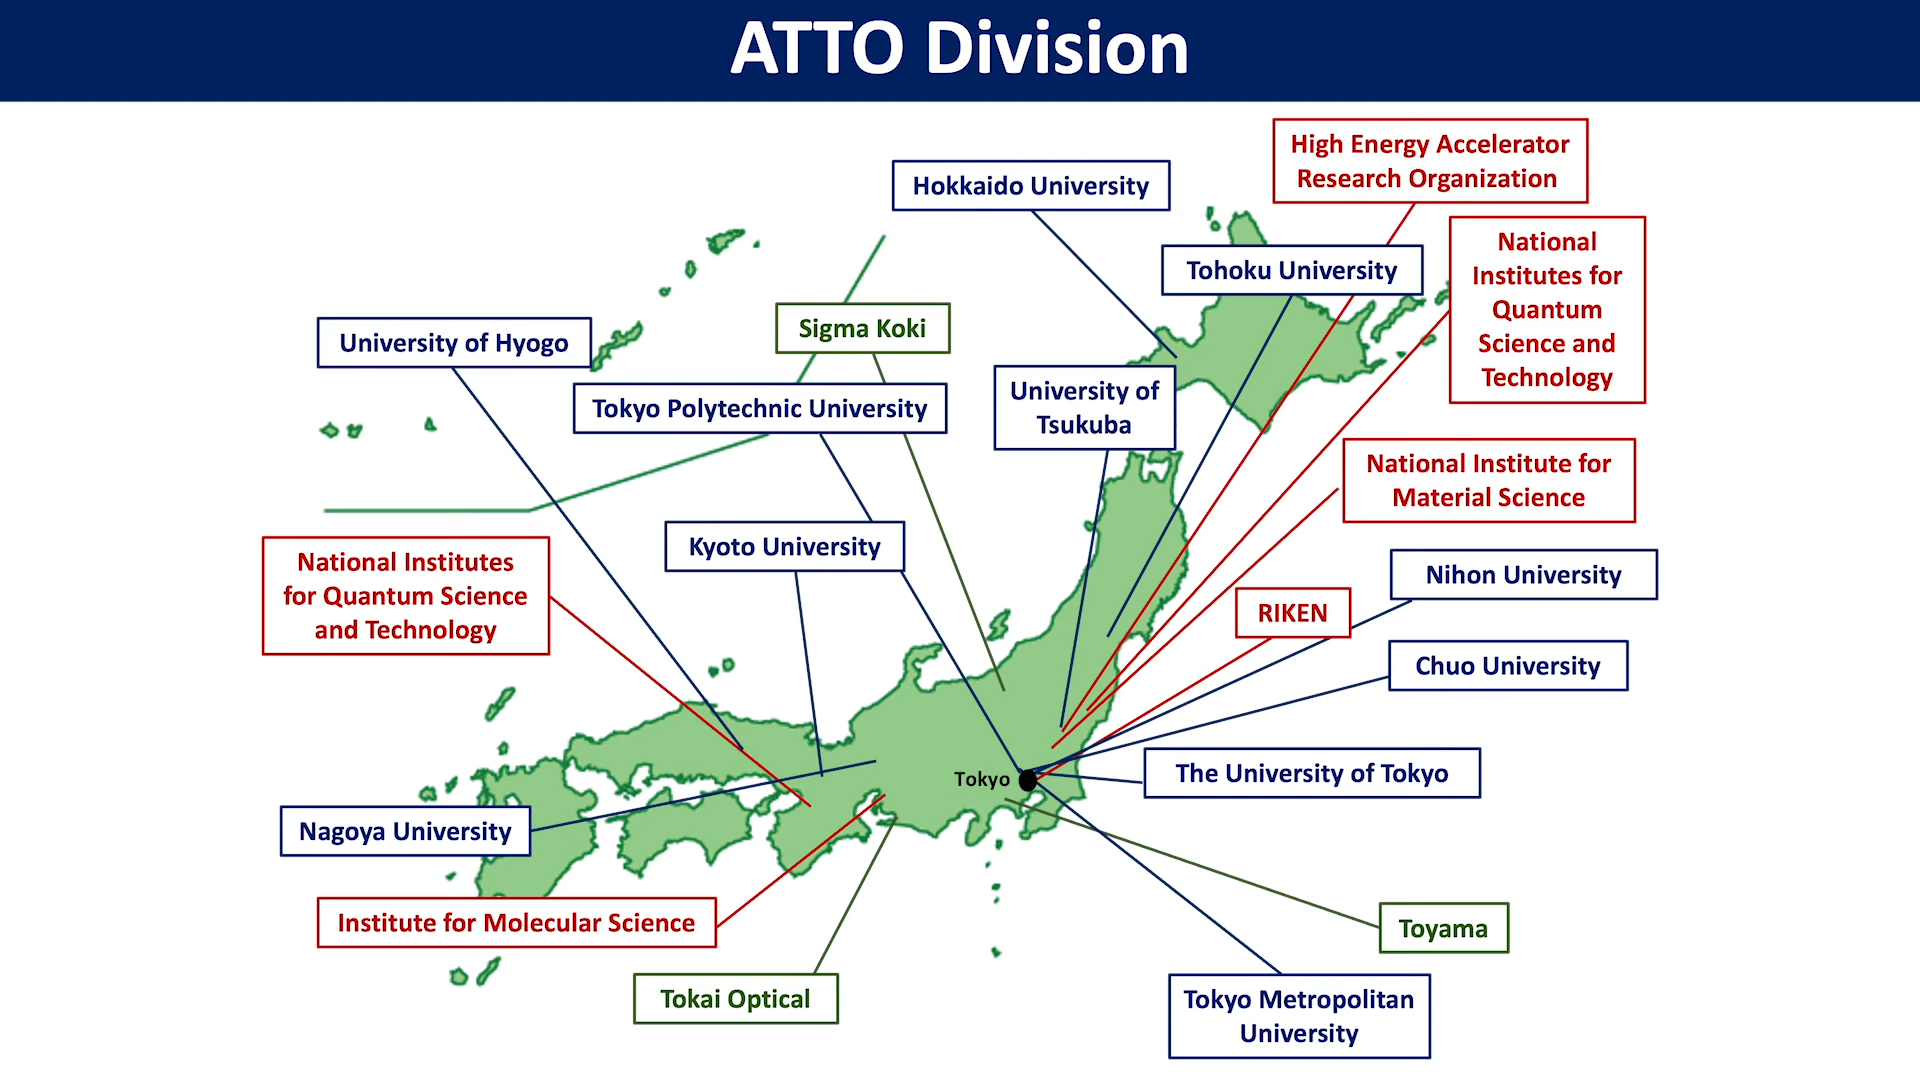 ATTO Division
High Energy Accelerator
Research Organization
Hokkaido University
National
Institutes for
Quantum
Science and
Technology
Tohoku University
Sigma Koki
University of Hyogo
Tokyo Polytechnic University
University of
Tsukuba
National Institute for
Material Science
Kyoto University
National Institutes
for Quantum Science
and Technology
Nihon University
RIKEN
Chuo University
Tokyo
The University of Tokyo
Nagoya University
Institute for Molecular Science
Toyama
Tokai Optical
Tokyo Metropolitan
University